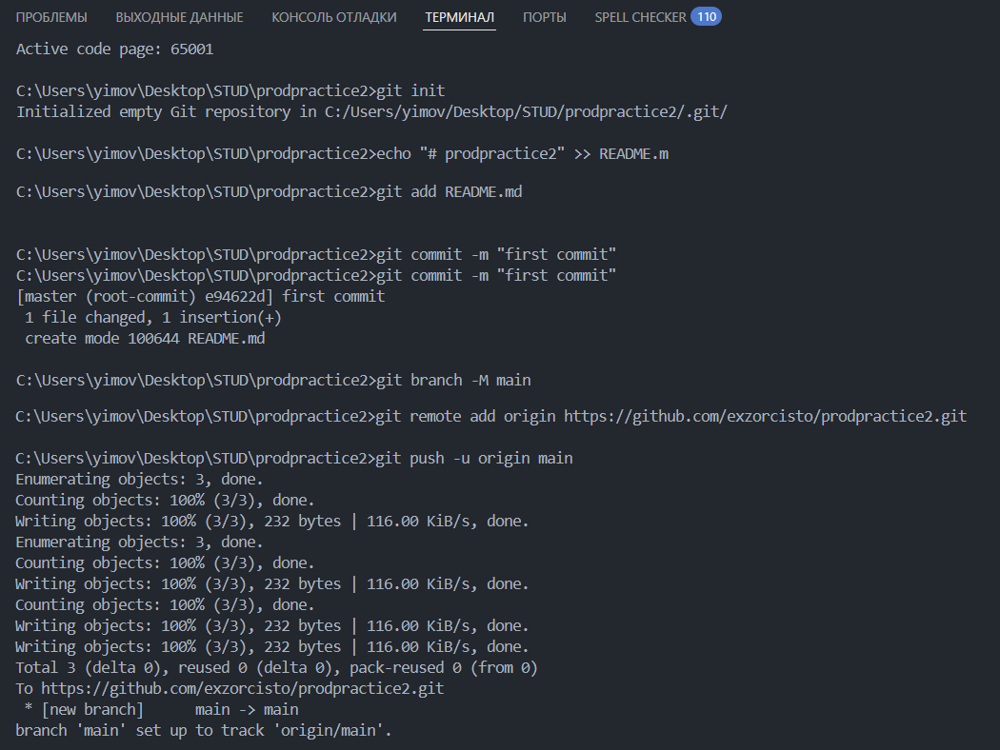 ПРОБЛЕМЫ ВЫХОДНЫЕ ДАННЫЕ КОНСОЛЬ ОТЛАДКИ ТЕРМИНАЛ ПОРТЫ SPELL CHECKER 110
Active code page: 65001
C:\Users\yimov\Desktop\STUD\prodpractice2>git init
Initialized empty Git repository in C:/Users/yimov/Desktop/STUD/prodpractice2/.git/
C:\Users\yimov\Desktop\STUD\prodpractice2>echo "# prodpractice2" >> README.m
C:\Users\yimov\Desktop\STUD\prodpractice2>git add README.md
C:\Users\yimov\Desktop\STUD\prodpractice2>git commit -m "first commit"
C:\Users\yimov\Desktop\STUD\prodpractice2>git commit -m "first commit"
[master (root-commit) e94622d] first commit
1 file changed, 1 insertion(+)
create mode 100644 README.md
C:\Users\yimov\Desktop\STUD\prodpractice2>git branch -M main
C:\Users\yimov\Desktop\STUD\prodpractice2>git remote add origin https://github.com/exzorcisto/prodpractice2.git
C:\Users\yimov\Desktop\STUD\prodpractice2>git push -u origin main
Enumerating objects: 3, done.
Counting objects: 100% (3/3), done.
Writing objects: 100% (3/3), 232 bytes | 116.00 KiB/s, done.
Enumerating objects: 3, done.
Counting objects: 100% (3/3), done.
Writing objects: 100% (3/3), 232 bytes | 116.00 KiB/s, done.
Counting objects: 100% (3/3), done.
Writing objects: 100% (3/3), 232 bytes | 116.00 KiB/s, done.
Writing objects: 100% (3/3), 232 bytes | 116.00 KiB/s, done.
Total 3 (delta 0), reused 0 (delta 0), pack-reused 0 (from 0)
To https://github.com/exzorcisto/prodpractice2.git
* [new branch] main -> main
branch 'main' set up to track 'origin/main'.